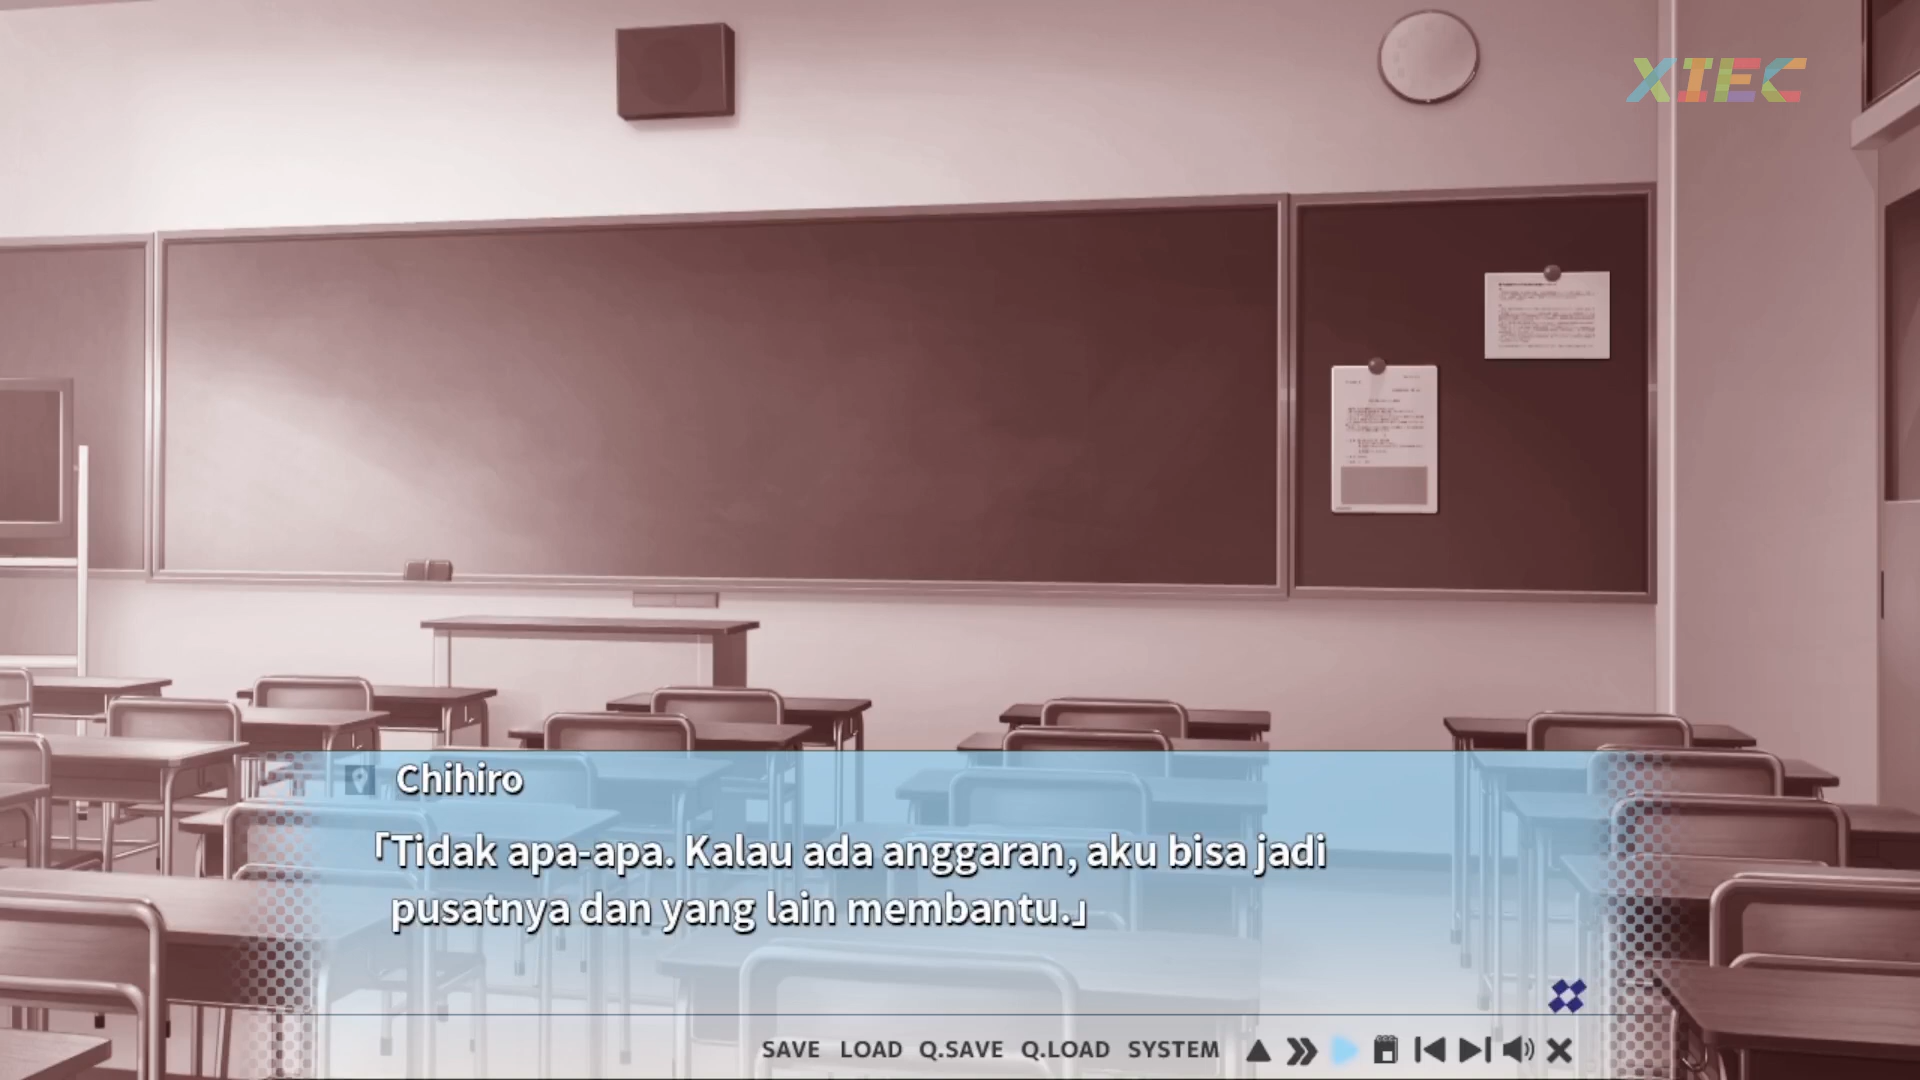 XIEC
Chihiro
「Tidak apa-apa. Kalau ada anggaran, aku bisa jadi
pusatnya dan yang lain membantu.」
SAVE LOAD Q.SAVE Q.LOAD SYSTEM